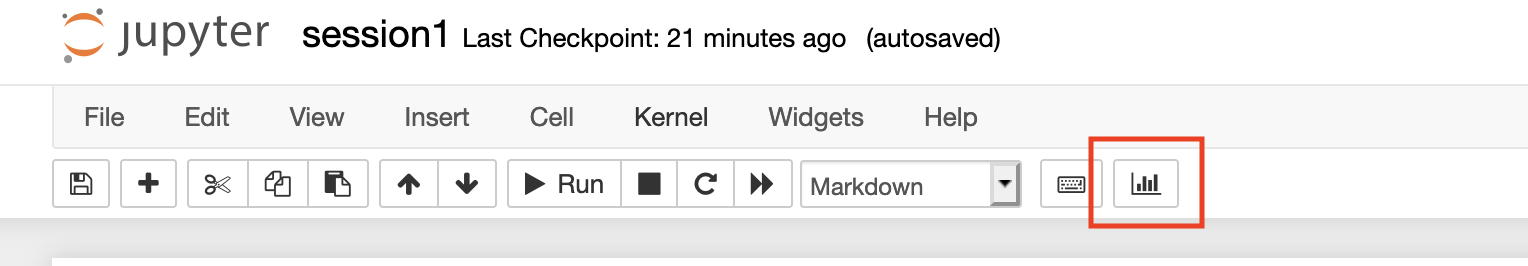 jupyter session1 Last Checkpoint: 21 minutes ago (autosaved)
File Edit View Insert Cell Kernel Widgets Help
Run Markdown